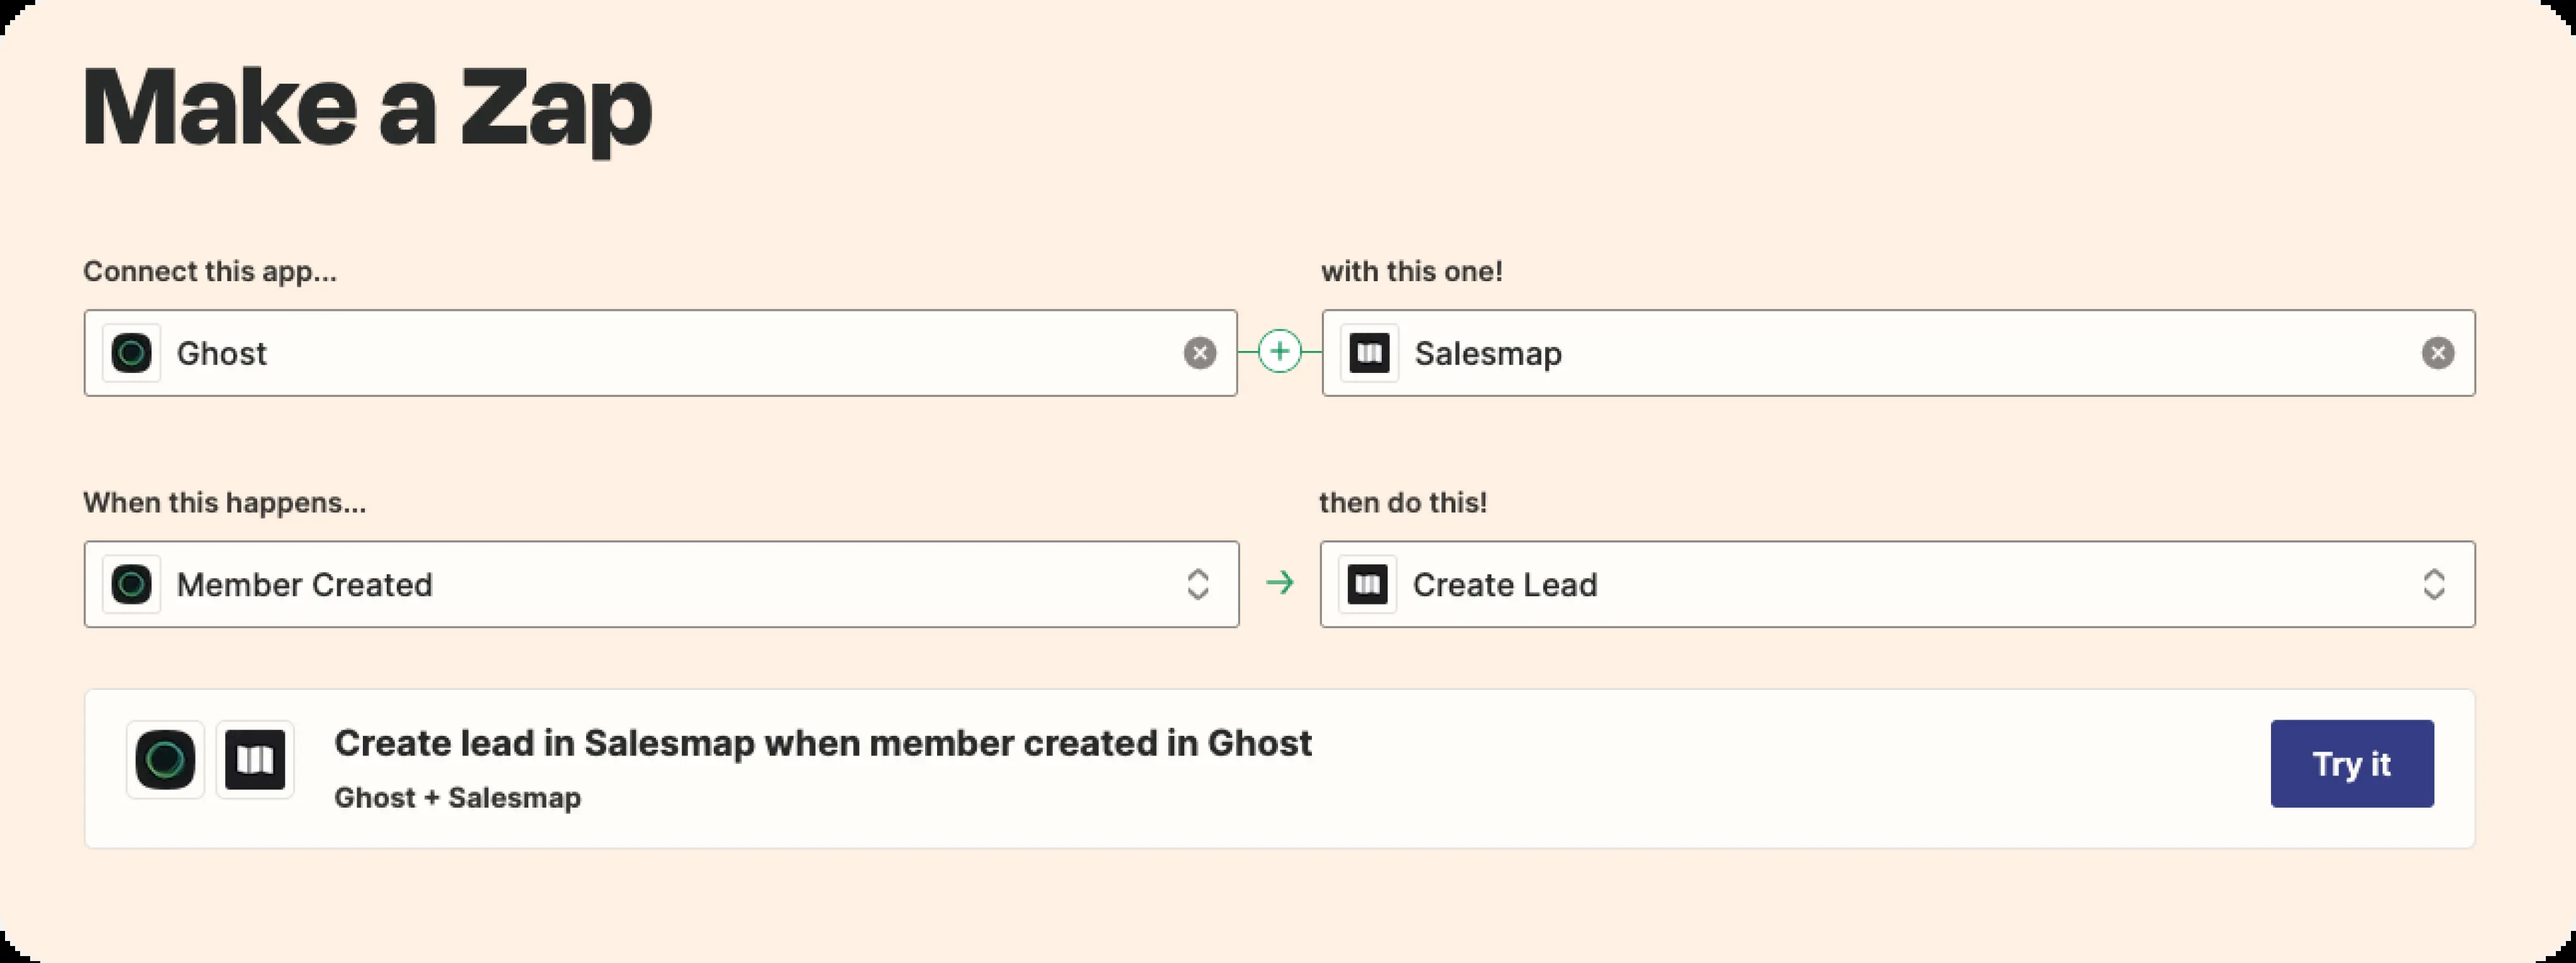 Make a Zap
Connect this app...
with this one!
Ghost
Salesmap
When this happens...
then do this!
Member Created
Create Lead
Create lead in Salesmap when member created in Ghost
Ghost + Salesmap
Try it